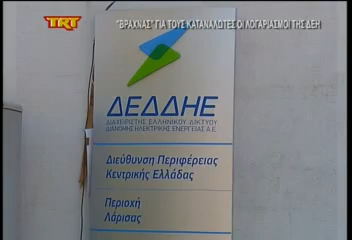 TRT
"ΒΡΑΧΝΑΣ" ΓΙΑ ΤΟΥΣ ΚΑΤΑΝΑΛΩΤΕΣ ΟΙ ΛΟΓΑΡΙΑΣΜΟΙ ΤΗΣ ΔΕΗ
ΔΕΔΔΗΕ
ΔΙΑΧΕΙΡΙΣΤΗΣ ΕΛΛΗΝΙΚΟΥ ΔΙΚΤΥΟΥ
ΔΙΑΝΟΜΗΣ ΗΛΕΚΤΡΙΚΗΣ ΕΝΕΡΓΕΙΑΣ Α.Ε.
Διεύθυνση Περιφέρειας
Κεντρικής Ελλάδας
Περιοχή
Λάρισας